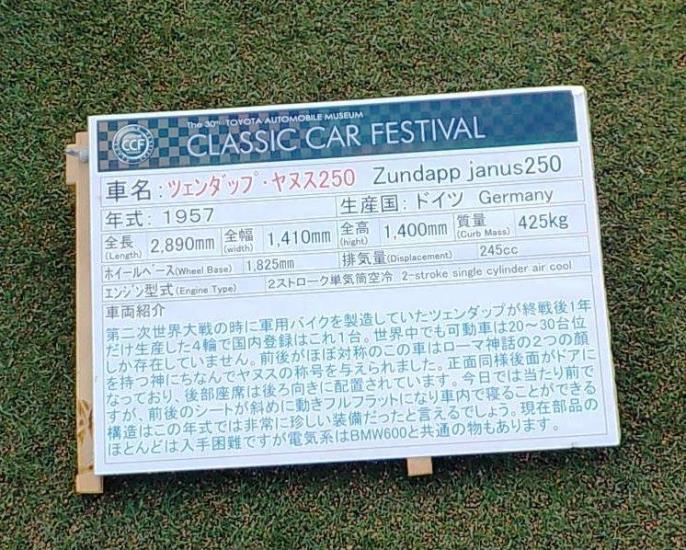 The 30th TOYOTA AUTOMOBILE MUSEUM
CCF CLASSIC CAR FESTIVAL
車名：ツェンダップ・ヤヌス250 Zundapp janus250
年式：1957 生産国：ドイツ Germany
全長(Length) 2,890mm 全幅(width) 1,410mm 全高(hight) 1,400mm 質量(Curb Mass) 425kg
ホイールベース(Wheel Base) 1,825mm 排気量(Displacement) 245cc
エンジン型式(Engine Type) 2ストローク単気筒空冷 2-stroke single cylinder air cool
車両紹介
第二次世界大戦の時に軍用バイクを製造していたツェンダップが終戦後1年
だけ生産した4輪で国内登録はこれ1台。世界中でも可動車は20～30台位
しか存在していません。前後がほぼ対称のこの車はローマ神話の2つの顔
を持つ神にちなんでヤヌスの称号を与えられました。正面同様後面がドアに
なっており、後部座席は後ろ向きに配置されています。今日では当たり前で
すが、前後のシートが斜めに動きフルフラットになり車内で寝ることができる
構造はこの年式では非常に珍しい装備だったと言えるでしょう。現在部品の
ほとんどは入手困難ですが電気系はBMW600と共通の物もあります。